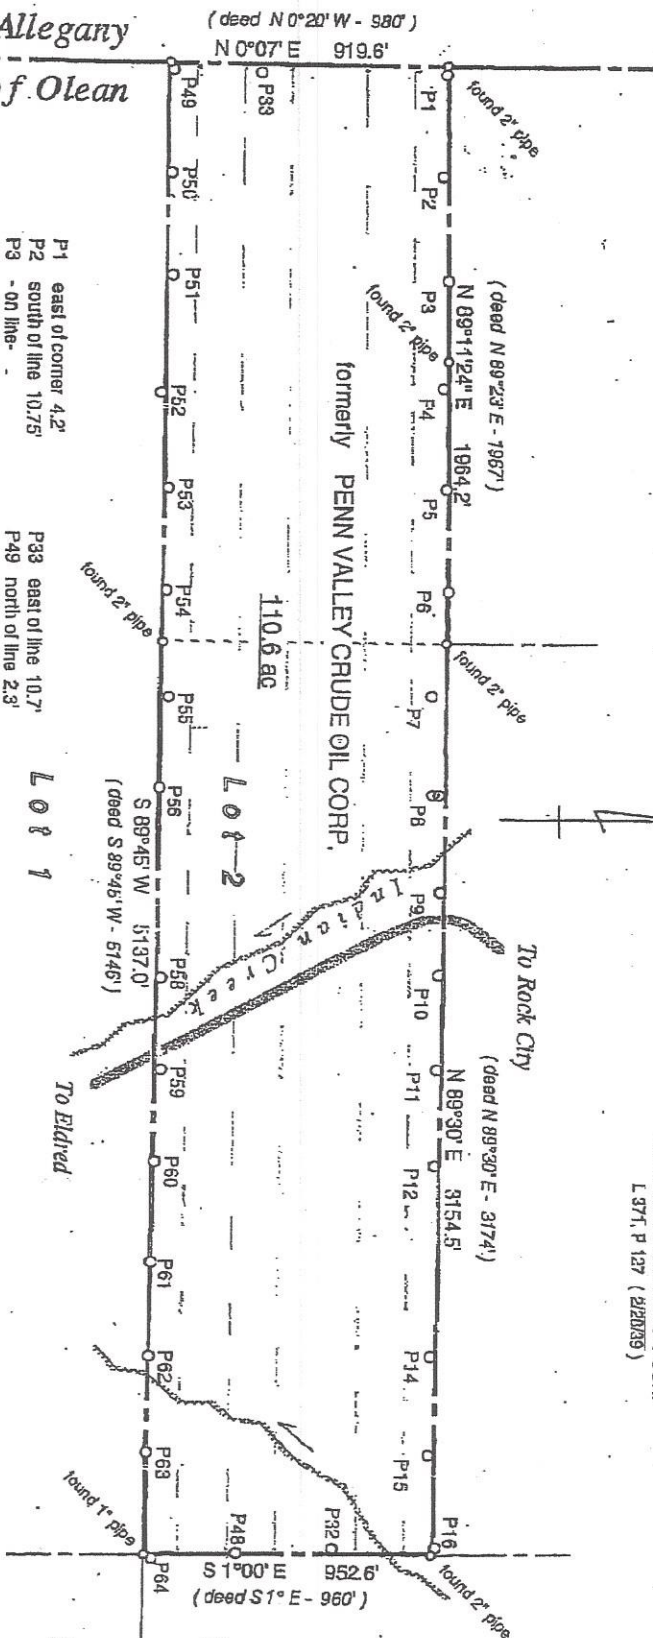 Allegany
of Olean
( deed N 0°20' W - 980' )
N 0°07' E 919.6'
P49
P33
P1
found 2" pipe
P50
P2
P51
P3
found 2" pipe
( deed N 89°23' E - 1967' )
N 89°11'24" E 1964.2'
P1 east of corner 4.2'
P2 south of line 10.75'
P3 - on line-
P52
P4
P53
P5
formerly PENN VALLEY CRUDE OIL CORP.
P54
found 2" pipe
P6
found 2" pipe
110.6 ac
P33 east of line 10.7'
P49 north of line 2.3'
P55
P7
P56
P8
Lot 1
Lot 2
S 89°45' W 5137.0'
(deed S 89°45' W - 5146')
P9
Indian Creek
P58
P10
To Rock City
P59
P11
To Eldred
( deed N 89°30' E - 3174')
N 89°30' E 3154.5'
L 371, P 127 ( 2/20/39 )
P60
P12
P61
P62
P14
P63
P15
found 1" pipe
P64
P48
P32
P16
found 2" pipe
S 1°00' E 952.6'
( deed S 1° E - 960' )